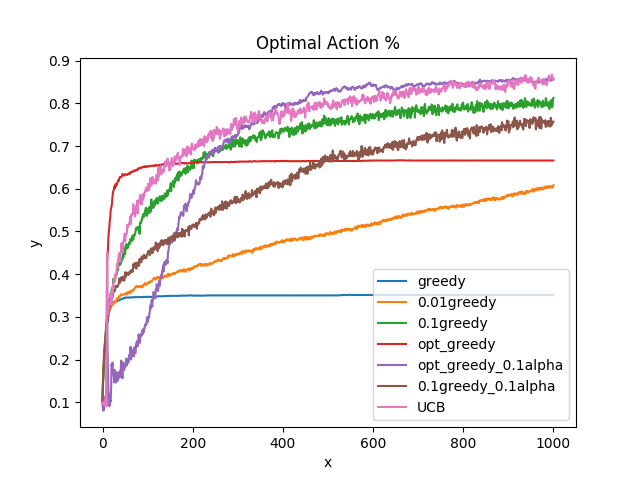 Optimal Action %
y
0.9
0.8
0.7
0.6
0.5
0.4
0.3
0.2
0.1
greedy
0.01greedy
0.1greedy
opt_greedy
opt_greedy_0.1alpha
0.1greedy_0.1alpha
UCB
0 200 400 600 800 1000
x